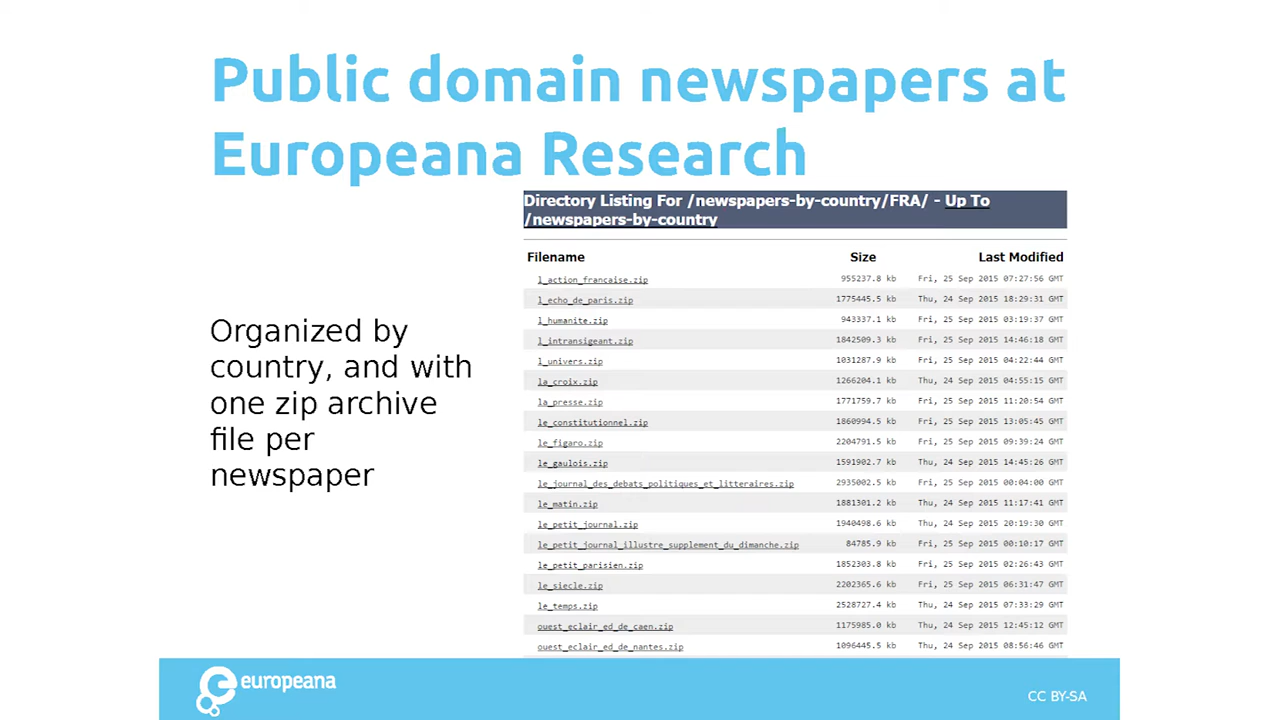 Public domain newspapers at
Europeana Research
Directory Listing For /newspapers-by-country/FRA/ - Up To
/newspapers-by-country
Filename Size Last Modified
l_action_francaise.zip 955237.8 kb Fri, 25 Sep 2015 07:27:56 GMT
l_echo_de_paris.zip 1775445.5 kb Thu, 24 Sep 2015 18:29:31 GMT
l_humanite.zip 943337.1 kb Fri, 25 Sep 2015 03:19:37 GMT
l_intransigeant.zip 1842509.3 kb Fri, 25 Sep 2015 14:46:18 GMT
l_univers.zip 1031287.9 kb Fri, 25 Sep 2015 04:22:44 GMT
la_croix.zip 1266204.1 kb Thu, 24 Sep 2015 04:55:15 GMT
la_presse.zip 1771759.7 kb Fri, 25 Sep 2015 11:20:54 GMT
le_constitutionnel.zip 1860994.5 kb Fri, 25 Sep 2015 13:05:45 GMT
le_figaro.zip 2204791.5 kb Fri, 25 Sep 2015 09:39:24 GMT
le_gaulois.zip 1591902.7 kb Thu, 24 Sep 2015 14:45:26 GMT
le_journal_des_debats_politiques_et_litteraires.zip 2935002.5 kb Fri, 25 Sep 2015 00:04:00 GMT
le_matin.zip 1881301.2 kb Thu, 24 Sep 2015 11:17:41 GMT
le_petit_journal.zip 1940498.6 kb Thu, 24 Sep 2015 20:19:30 GMT
le_petit_journal_illustre_supplement_du_dimanche.zip 84785.9 kb Fri, 25 Sep 2015 00:10:17 GMT
le_petit_parisien.zip 1852303.8 kb Fri, 25 Sep 2015 02:26:43 GMT
le_siecle.zip 2202365.6 kb Fri, 25 Sep 2015 06:31:47 GMT
le_temps.zip 2528727.4 kb Thu, 24 Sep 2015 07:33:29 GMT
ouest_eclair_ed_de_caen.zip 1175985.0 kb Thu, 24 Sep 2015 12:45:12 GMT
ouest_eclair_ed_de_nantes.zip 1096445.5 kb Thu, 24 Sep 2015 08:56:46 GMT
Organized by
country, and with
one zip archive
file per
newspaper
europeana
CC BY-SA